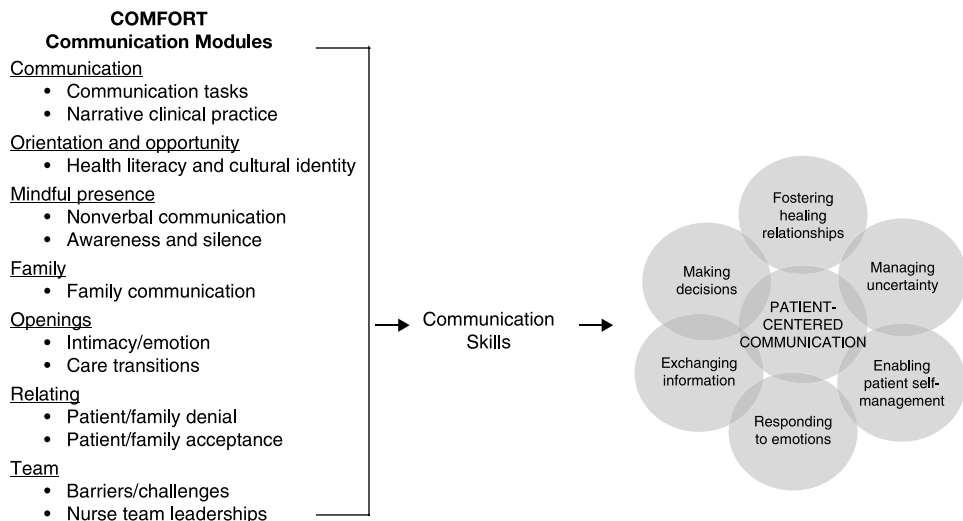 COMFORT
Communication Modules
Communication
• Communication tasks
• Narrative clinical practice
Orientation and opportunity
• Health literacy and cultural identity
Mindful presence
• Nonverbal communication
• Awareness and silence
Family
• Family communication
Openings
• Intimacy/emotion
• Care transitions
Relating
• Patient/family denial
• Patient/family acceptance
Team
• Barriers/challenges
• Nurse team leaderships
Communication
Skills
Fostering
healing
relationships
Making
decisions
Managing
uncertainty
PATIENT-
CENTERED
COMMUNICATION
Exchanging
information
Enabling
patient self-
management
Responding
to emotions